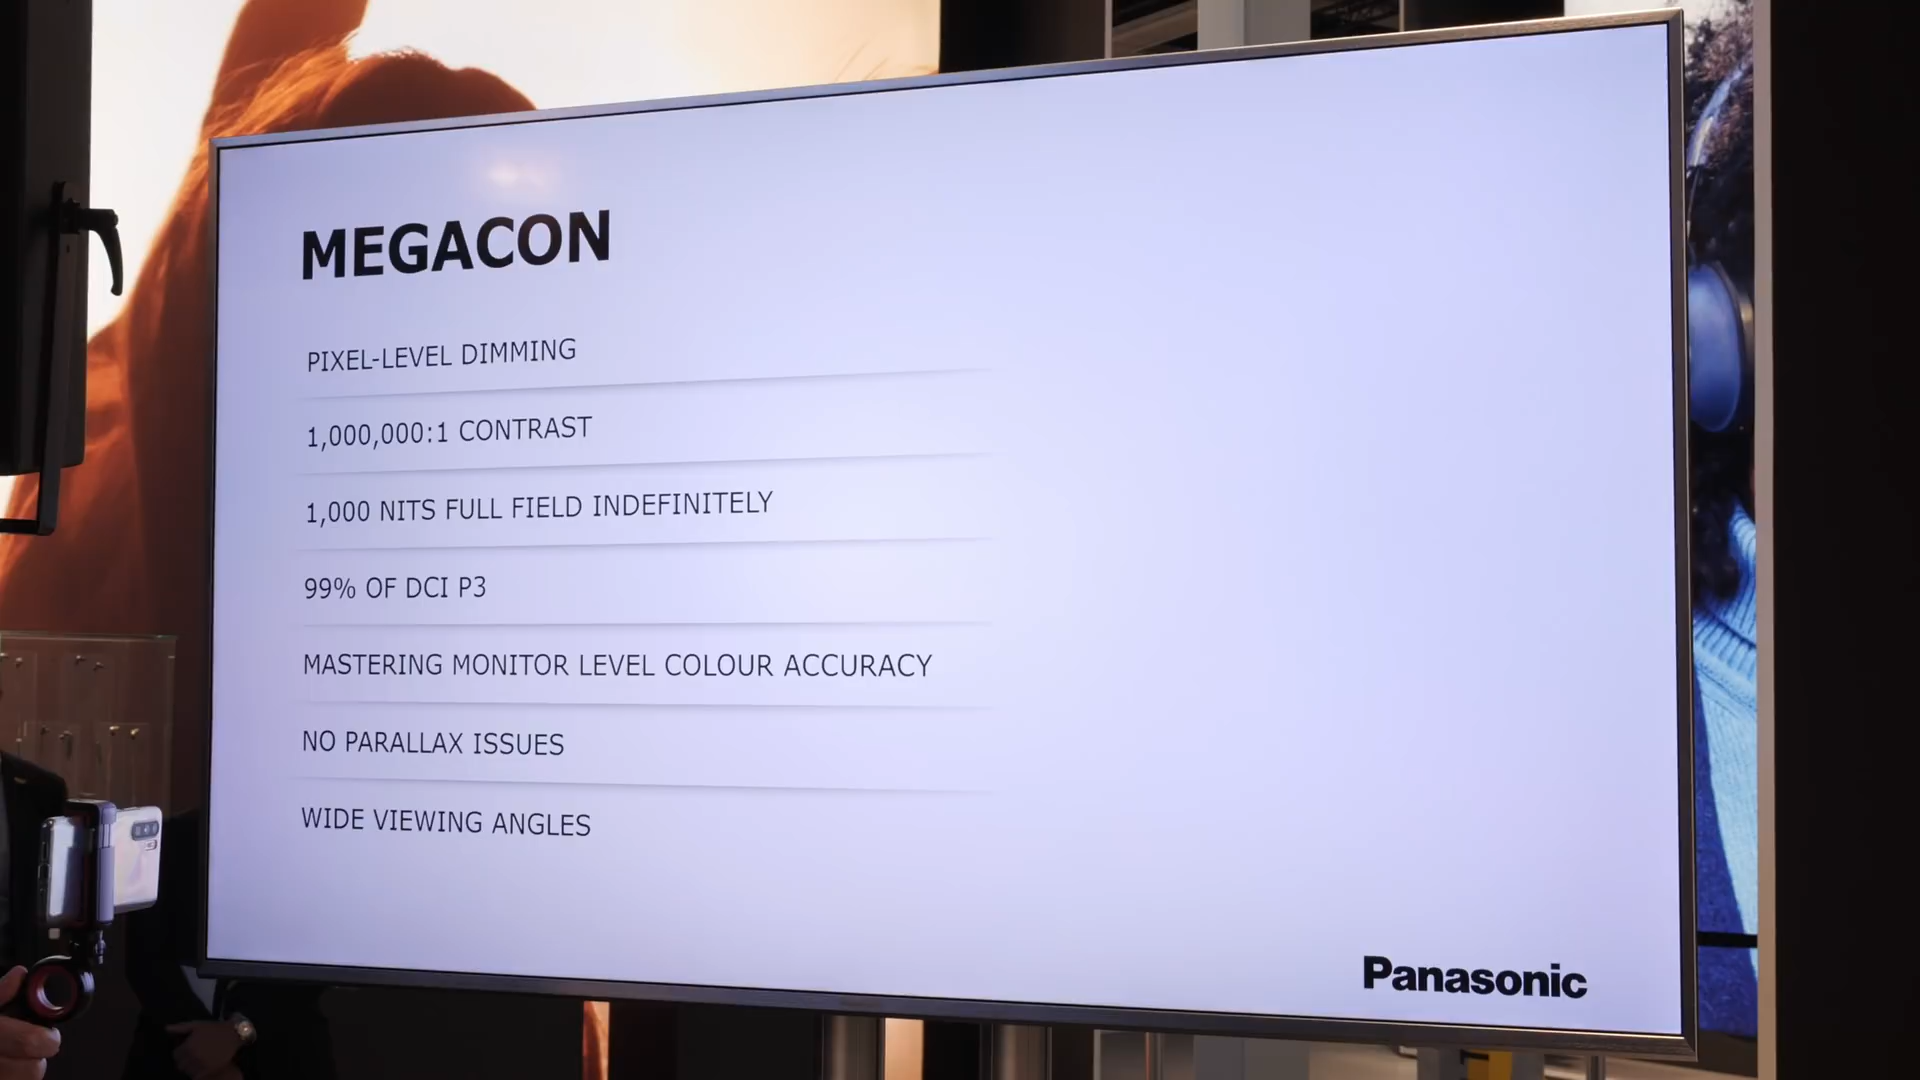 MEGACON
PIXEL-LEVEL DIMMING
1,000,000:1 CONTRAST
1,000 NITS FULL FIELD INDEFINITELY
99% OF DCI P3
MASTERING MONITOR LEVEL COLOUR ACCURACY
NO PARALLAX ISSUES
WIDE VIEWING ANGLES
Panasonic